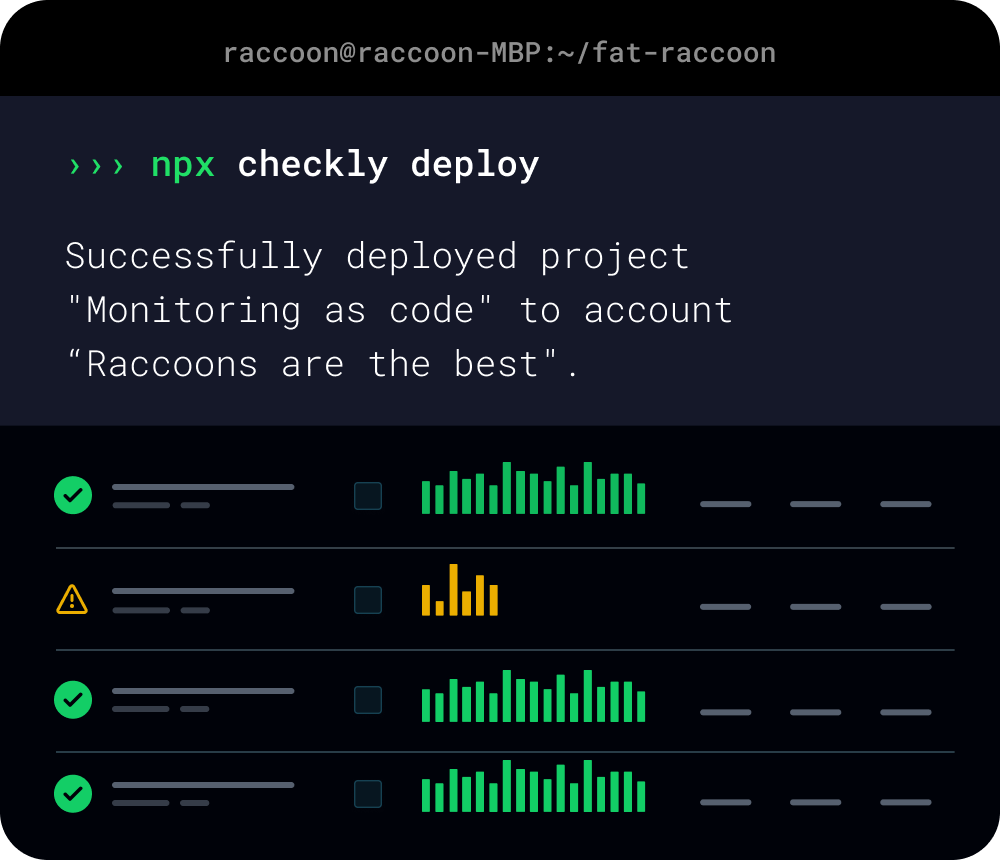 raccoon@raccoon-MBP:~/fat-raccoon
››› npx checkly deploy
Successfully deployed project
"Monitoring as code" to account
“Raccoons are the best".